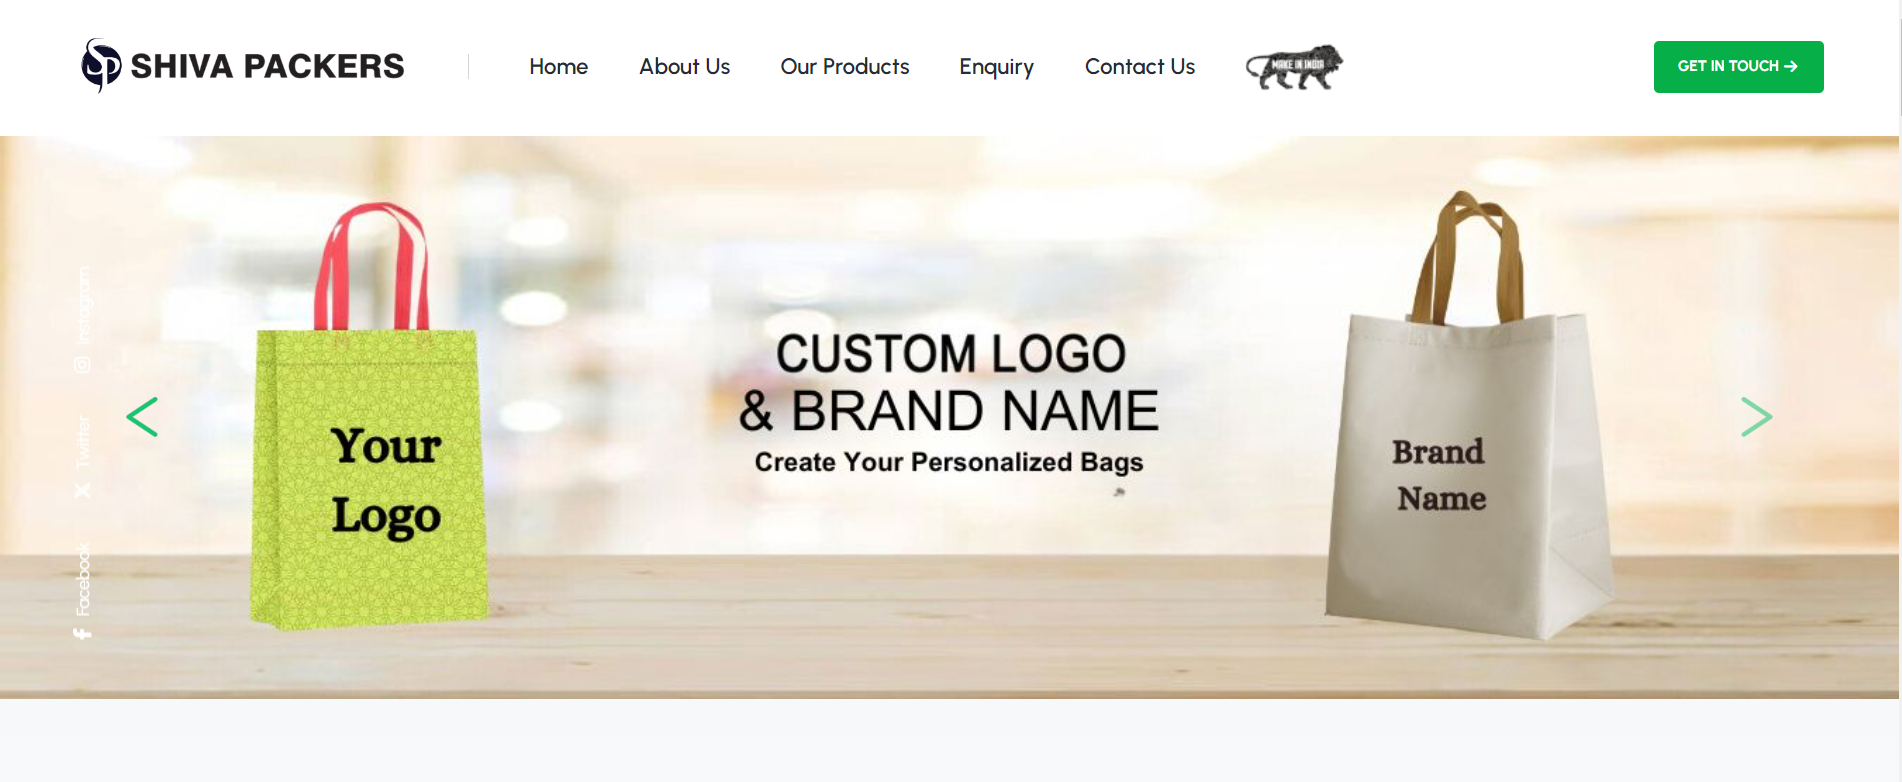 SHIVA PACKERS
Home
About Us
Our Products
Enquiry
Contact Us
MAKE IN INDIA
GET IN TOUCH →
Instagram
Twitter
Facebook
Your
Logo
CUSTOM LOGO
& BRAND NAME
Create Your Personalized Bags
Brand
Name